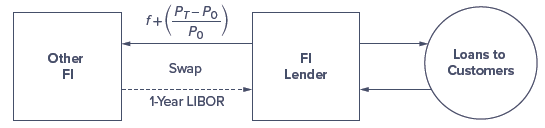 f + ( (P_T − P_0) / P_0 )
Other
FI
Swap
1-Year LIBOR
FI
Lender
Loans to
Customers